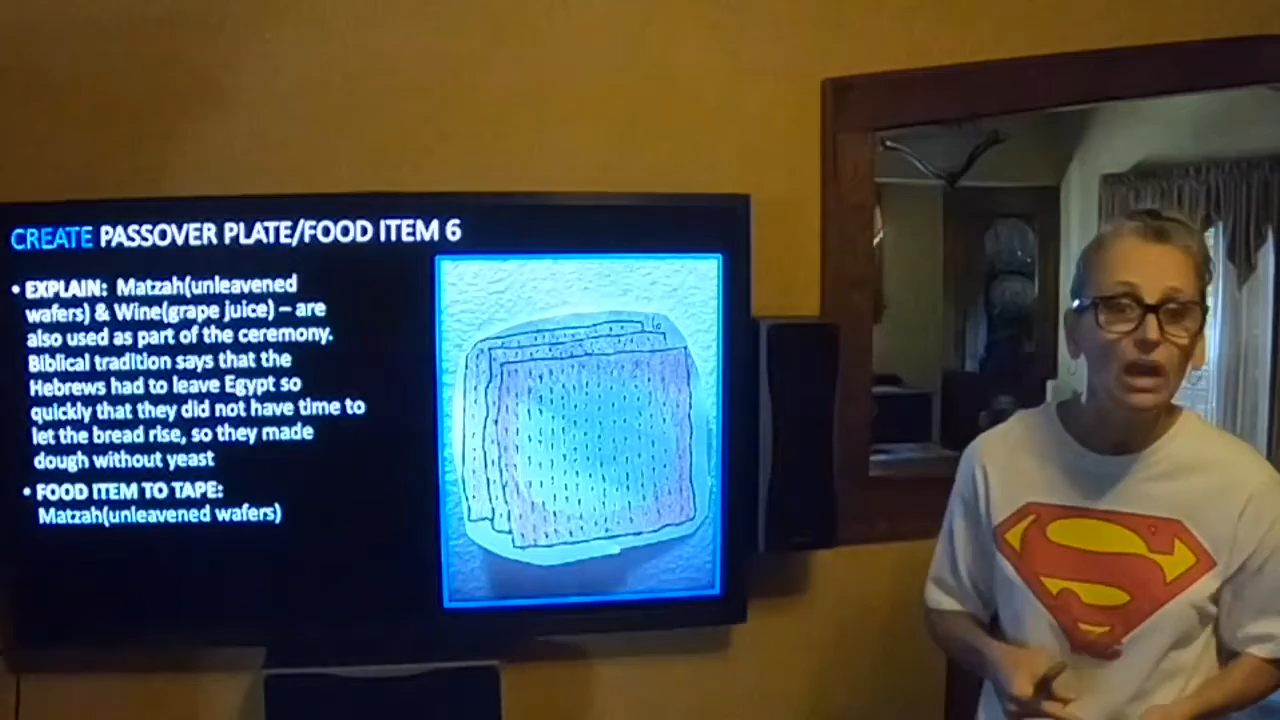 CREATE PASSOVER PLATE/FOOD ITEM 6
• EXPLAIN: Matzah(unleavened
wafers) & Wine(grape juice) – are
also used as part of the ceremony.
Biblical tradition says that the
Hebrews had to leave Egypt so
quickly that they did not have time to
let the bread rise, so they made
dough without yeast
• FOOD ITEM TO TAPE:
Matzah(unleavened wafers)
S